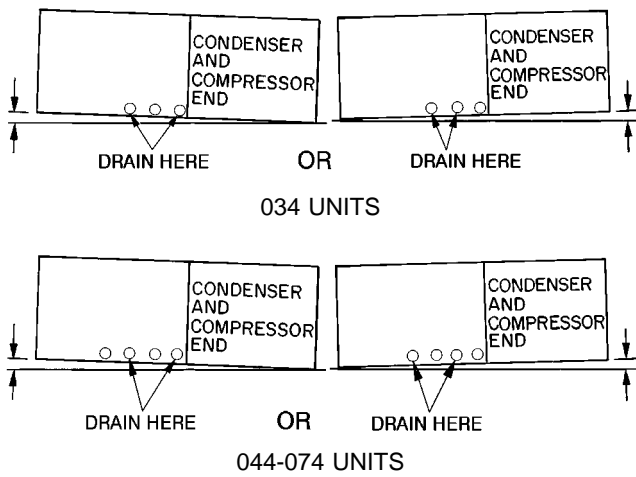 CONDENSER
AND
COMPRESSOR
END
CONDENSER
AND
COMPRESSOR
END
DRAIN HERE
OR
DRAIN HERE
034 UNITS
CONDENSER
AND
COMPRESSOR
END
CONDENSER
AND
COMPRESSOR
END
DRAIN HERE
OR
DRAIN HERE
044-074 UNITS